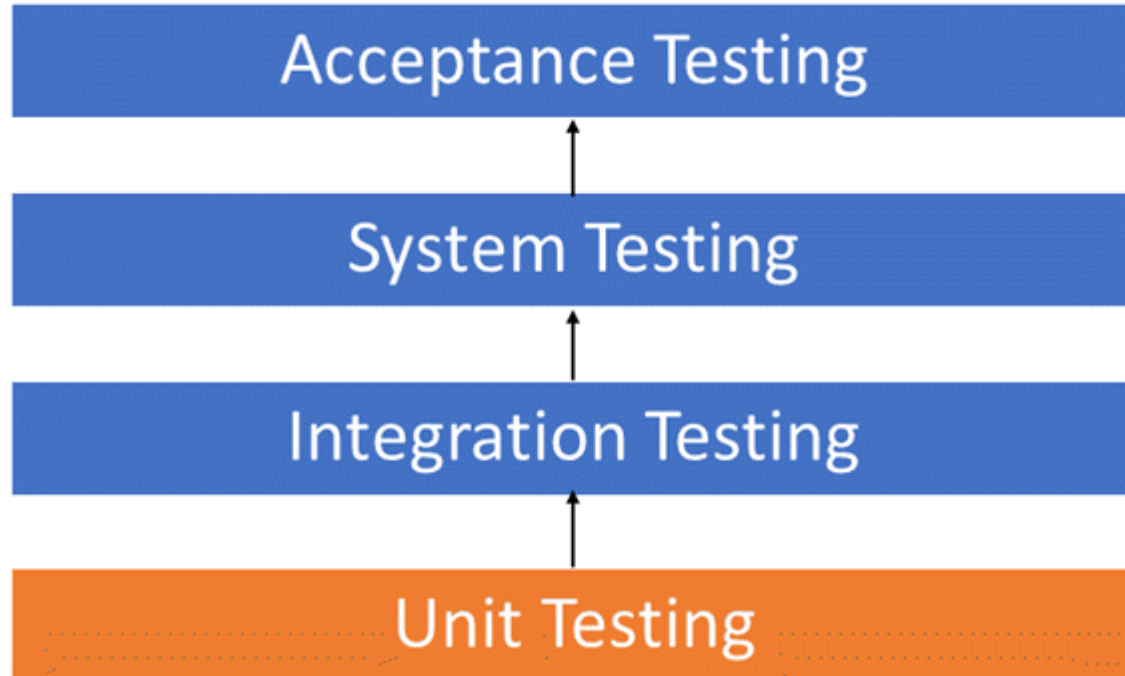 Acceptance Testing
System Testing
Integration Testing
Unit Testing